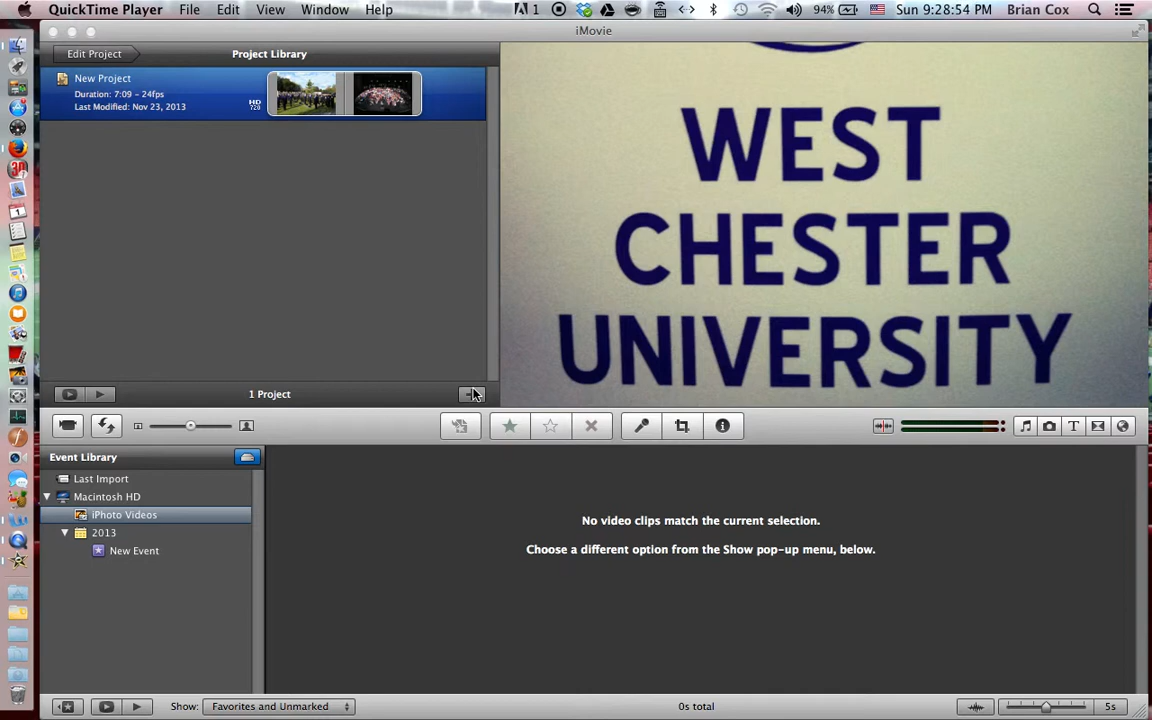 QuickTime Player File Edit View Window Help 1 94% Sun 9:28:54 PM Brian Cox
iMovie
Edit Project Project Library
New Project
Duration: 7:09 - 24fps
Last Modified: Nov 23, 2013
HD
720
WEST
CHESTER
UNIVERSITY
1 Project
Event Library
Last Import
Macintosh HD
iPhoto Videos
2013
New Event
No video clips match the current selection.
Choose a different option from the Show pop-up menu, below.
Show: Favorites and Unmarked 0s total 5s